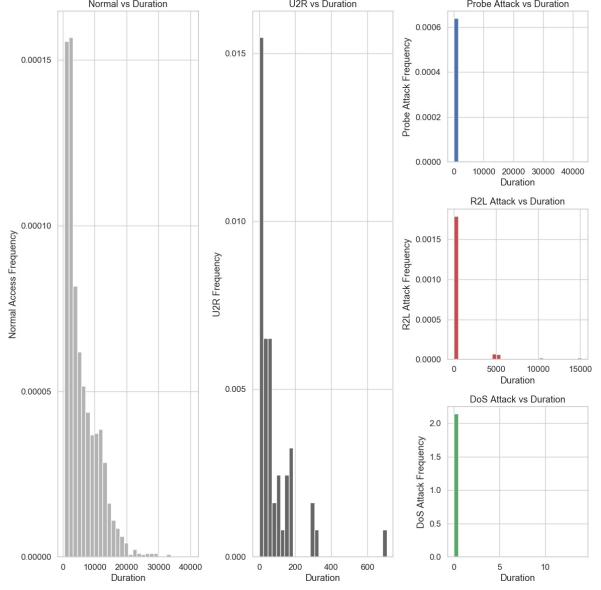 Normal vs Duration
0.00015
0.00010
0.00005
0.00000
Normal Access Frequency
0 10000 20000 30000 40000
Duration
U2R vs Duration
0.015
0.010
0.005
0.000
U2R Frequency
0 200 400 600
Duration
Probe Attack vs Duration
0.0006
0.0004
0.0002
0.0000
Probe Attack Frequency
0 10000 20000 30000 40000
Duration
R2L Attack vs Duration
0.0015
0.0010
0.0005
0.0000
R2L Attack Frequency
0 5000 10000 15000
Duration
DoS Attack vs Duration
2.0
1.5
1.0
0.5
0.0
DoS Attack Frequency
0 5 10
Duration